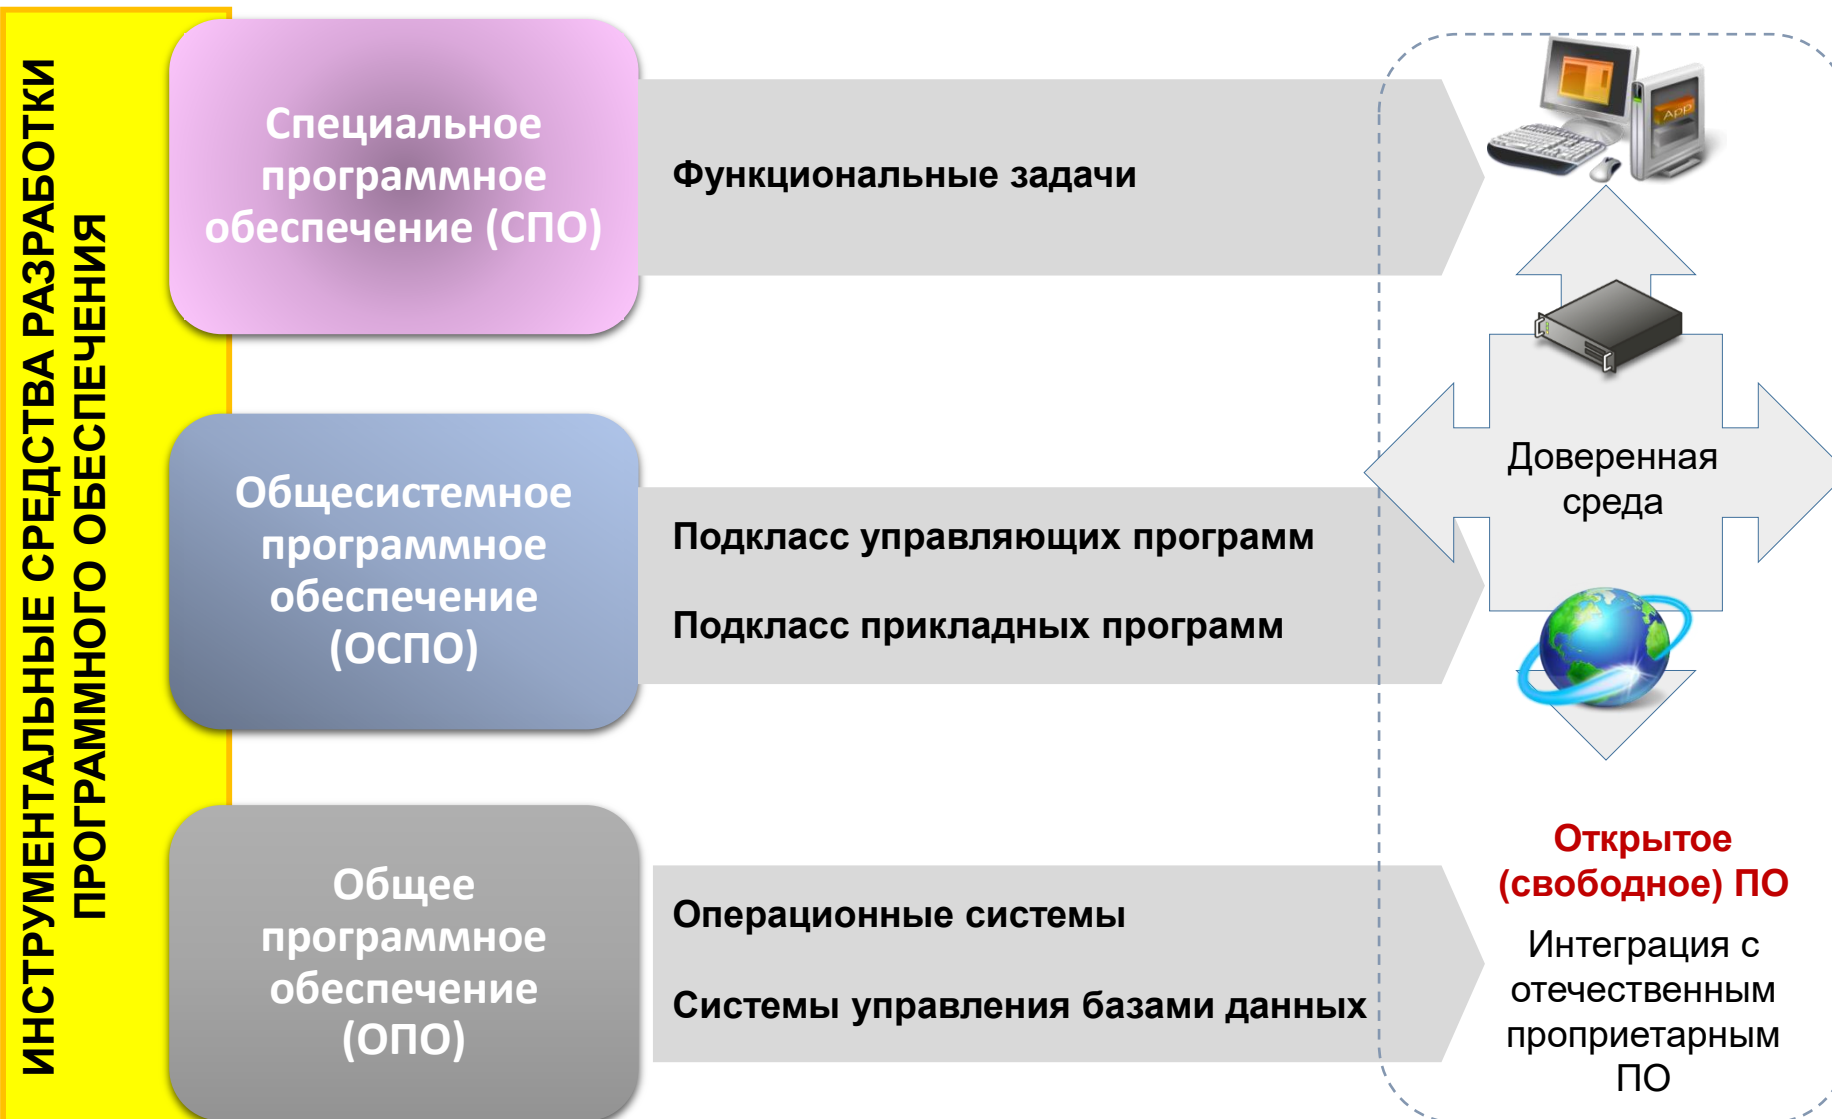 ИНСТРУМЕНТАЛЬНЫЕ СРЕДСТВА РАЗРАБОТКИ
ПРОГРАММНОГО ОБЕСПЕЧЕНИЯ
Специальное
программное
обеспечение (СПО)
Функциональные задачи
App
Общесистемное
программное
обеспечение
(ОСПО)
Подкласс управляющих программ
Подкласс прикладных программ
Доверенная
среда
Общее
программное
обеспечение
(ОПО)
Операционные системы
Системы управления базами данных
Открытое
(свободное) ПО
Интеграция с
отечественным
проприетарным
ПО